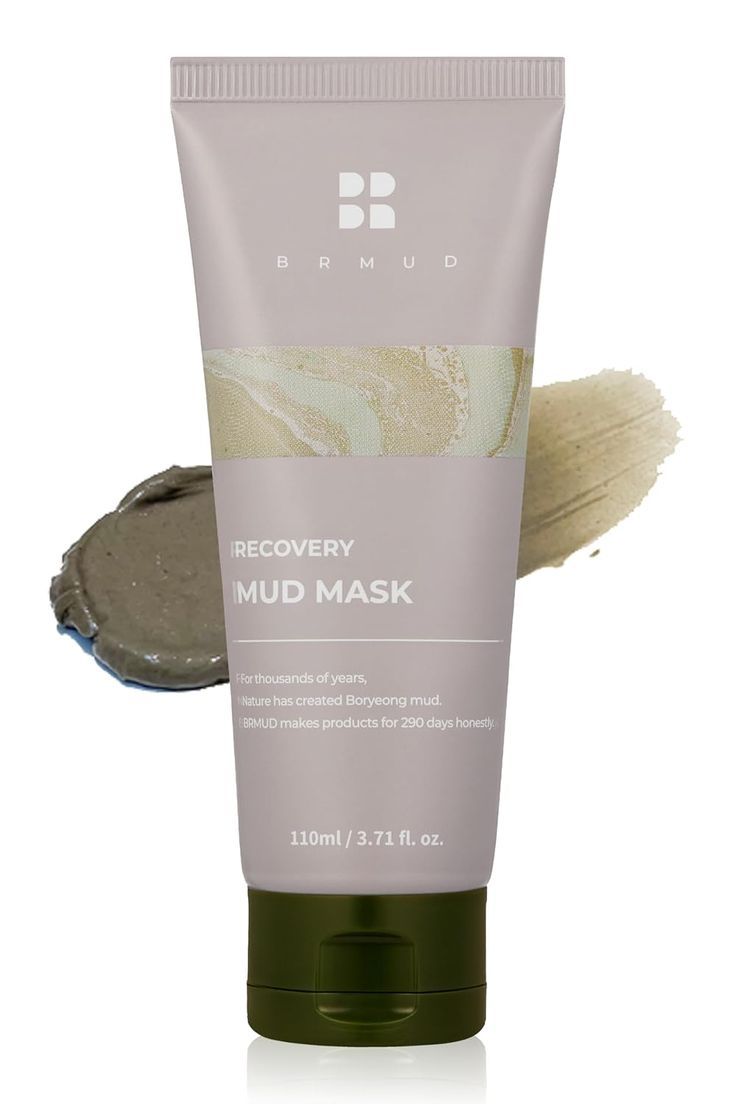 BRMUD
RECOVERY
MUD MASK
For thousands of years,
Nature has created Boryeong mud.
BRMUD makes products for 290 days honestly.
110ml / 3.71 fl. oz.